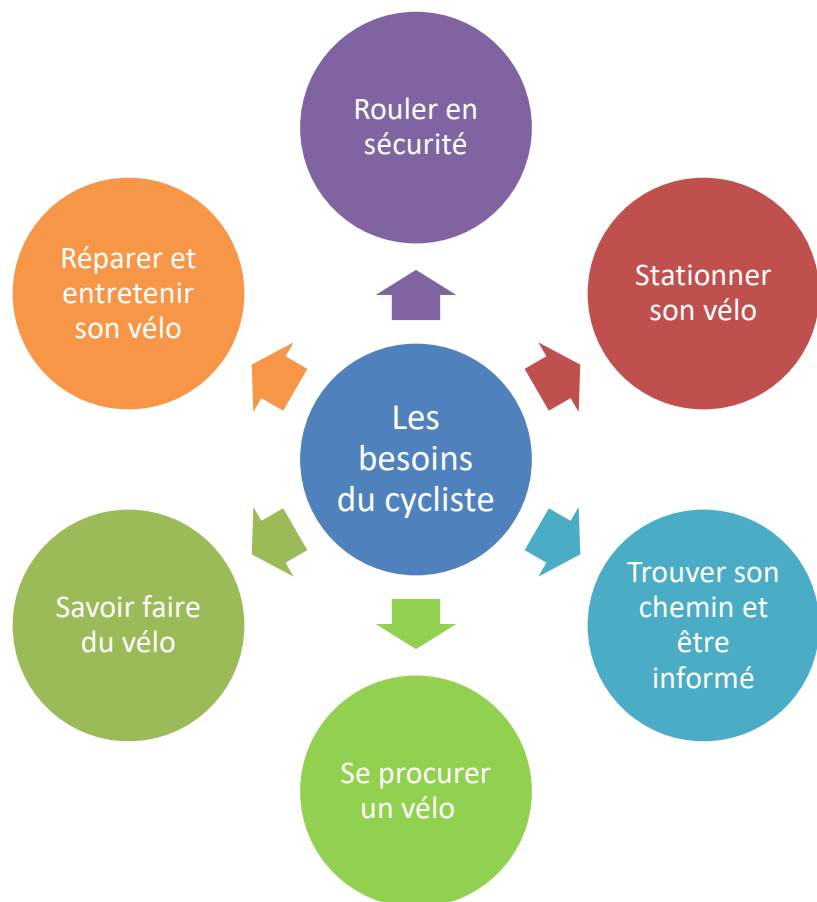 Rouler en
sécurité
Réparer et
entretenir
son vélo
Stationner
son vélo
Les
besoins
du cycliste
Savoir faire
du vélo
Trouver son
chemin et
être
informé
Se procurer
un vélo